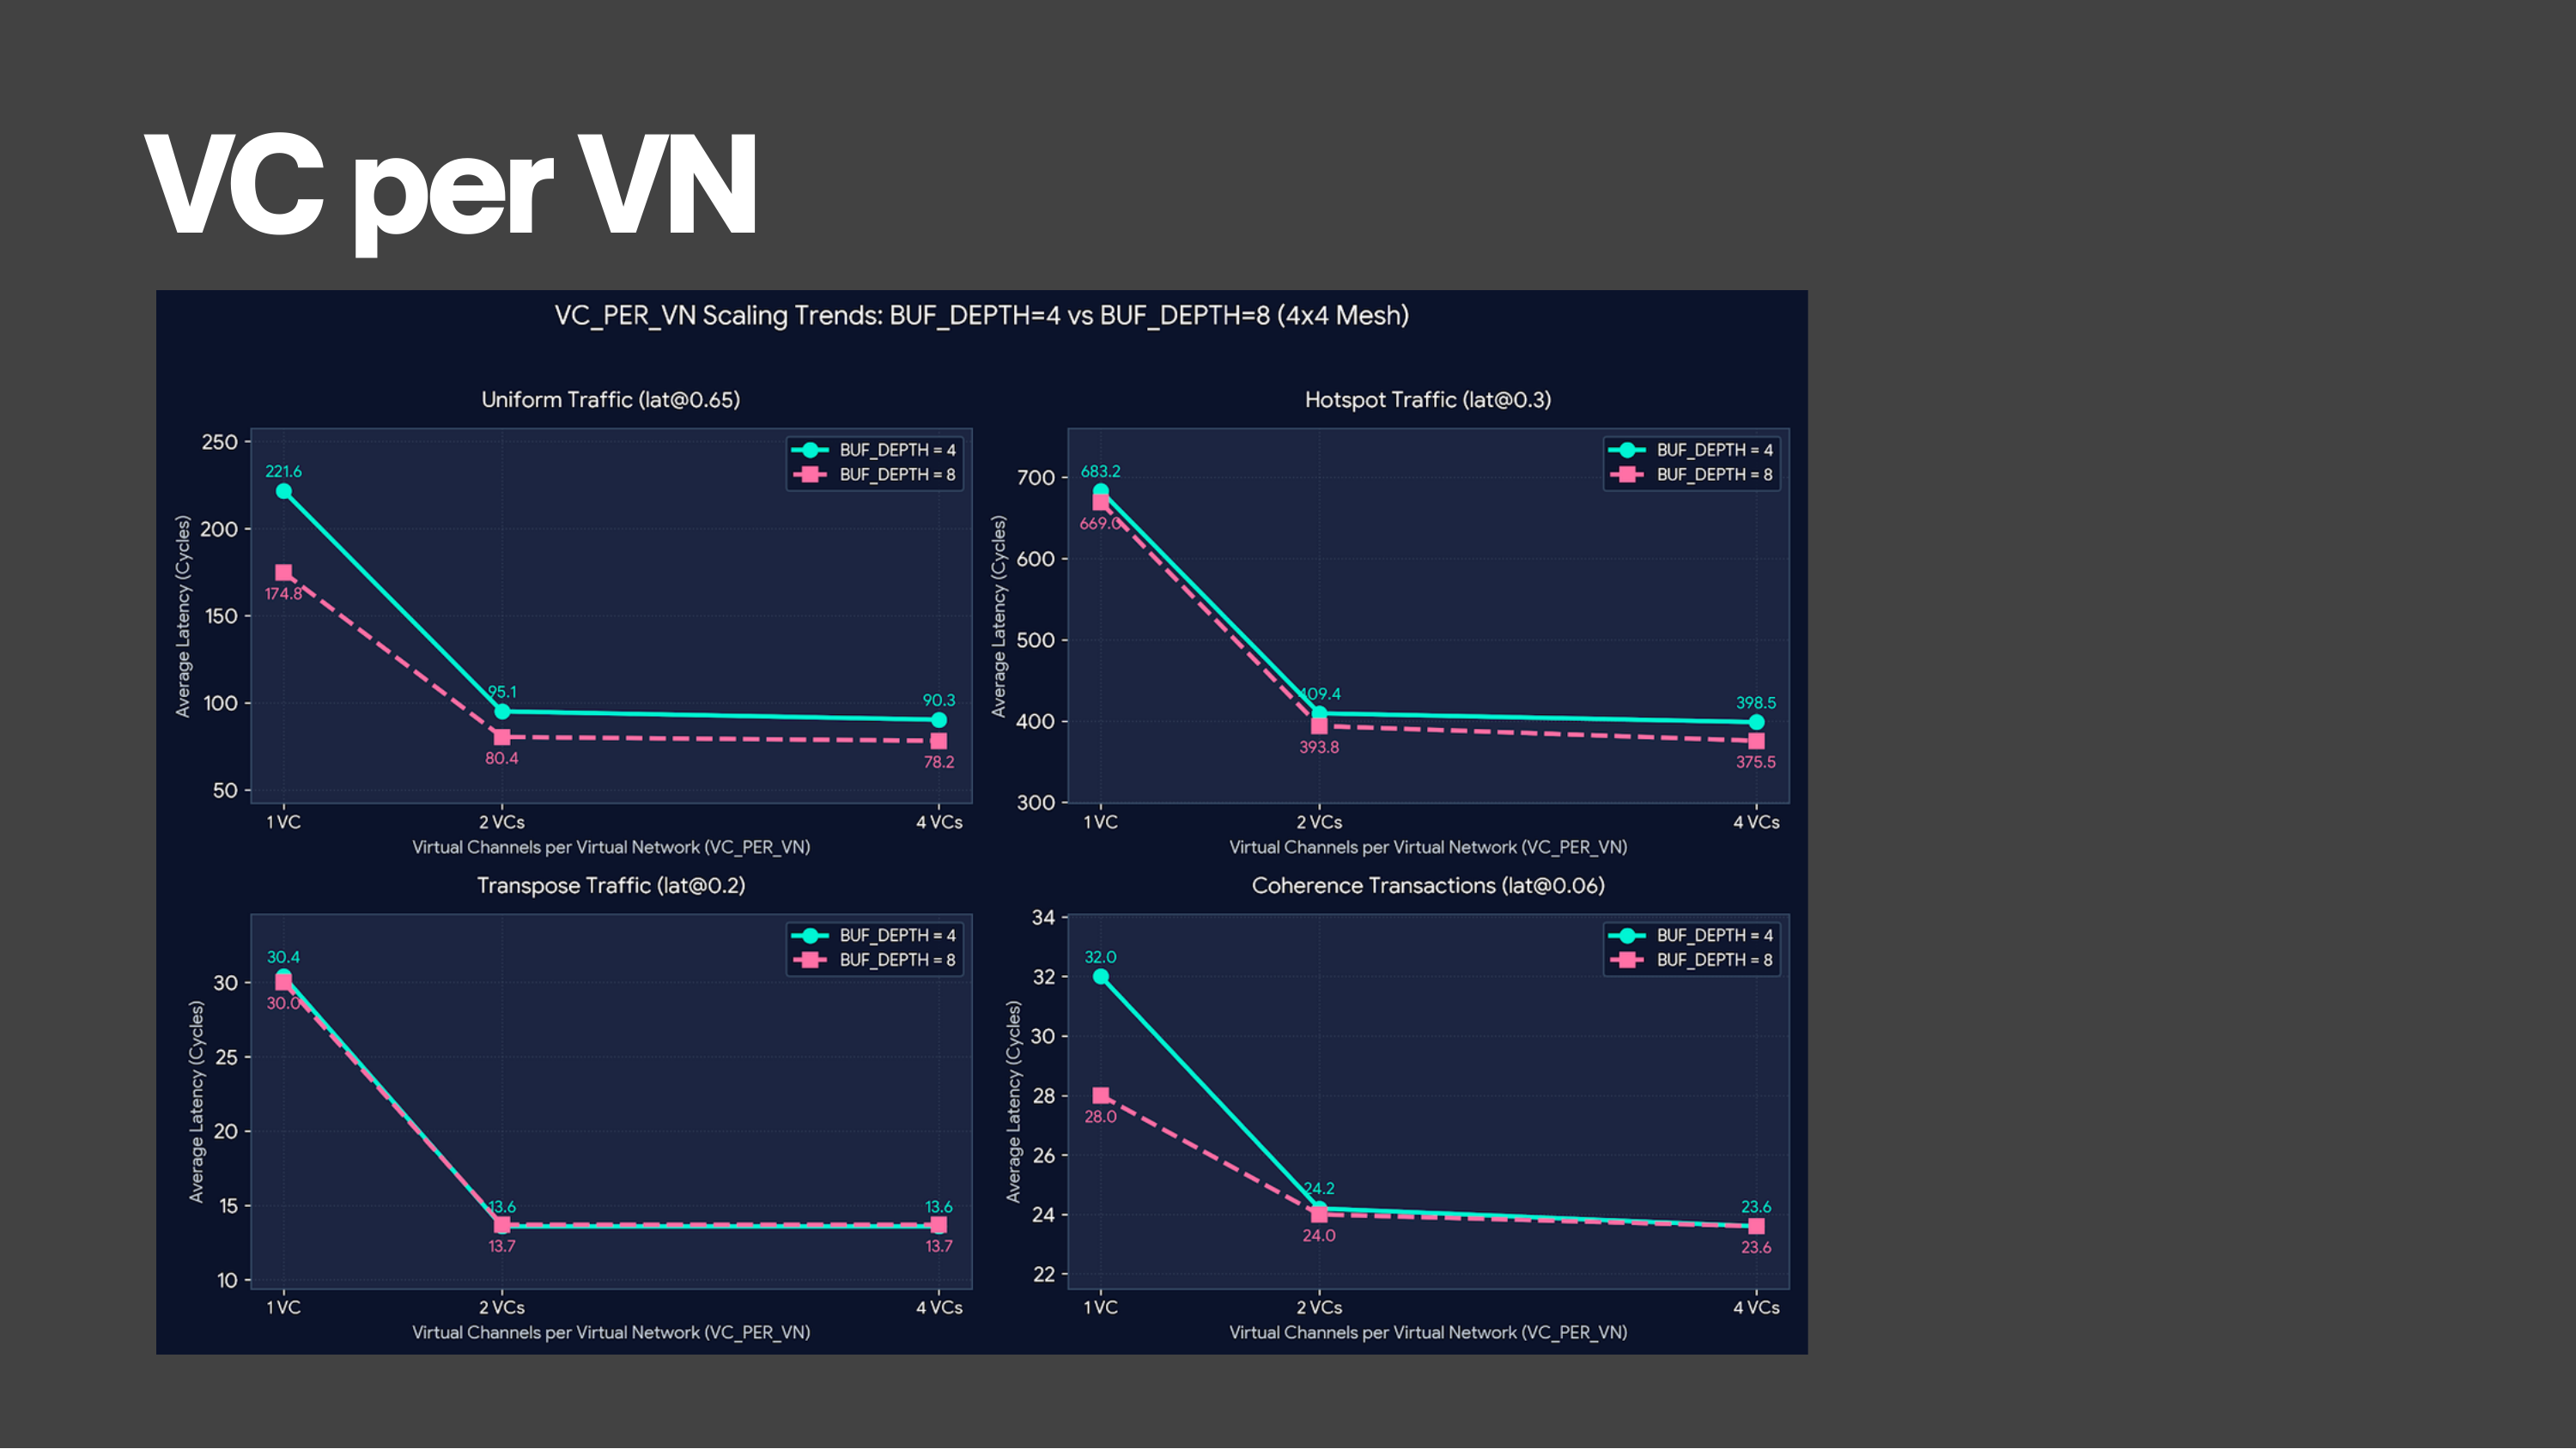 VC per VN
VC_PER_VN Scaling Trends: BUF_DEPTH=4 vs BUF_DEPTH=8 (4x4 Mesh)
Uniform Traffic (lat@0.65)
Average Latency (Cycles)
250
200
150
100
50
221.6
174.8
95.1
80.4
90.3
78.2
BUF_DEPTH = 4
BUF_DEPTH = 8
1 VC
2 VCs
4 VCs
Virtual Channels per Virtual Network (VC_PER_VN)
Hotspot Traffic (lat@0.3)
Average Latency (Cycles)
700
600
500
400
300
683.2
669.0
409.4
393.8
398.5
375.5
BUF_DEPTH = 4
BUF_DEPTH = 8
1 VC
2 VCs
4 VCs
Virtual Channels per Virtual Network (VC_PER_VN)
Transpose Traffic (lat@0.2)
Average Latency (Cycles)
30
25
20
15
10
30.4
30.0
13.6
13.7
13.6
13.7
BUF_DEPTH = 4
BUF_DEPTH = 8
1 VC
2 VCs
4 VCs
Virtual Channels per Virtual Network (VC_PER_VN)
Coherence Transactions (lat@0.06)
Average Latency (Cycles)
34
32
30
28
26
24
22
32.0
28.0
24.2
24.0
23.6
23.6
BUF_DEPTH = 4
BUF_DEPTH = 8
1 VC
2 VCs
4 VCs
Virtual Channels per Virtual Network (VC_PER_VN)